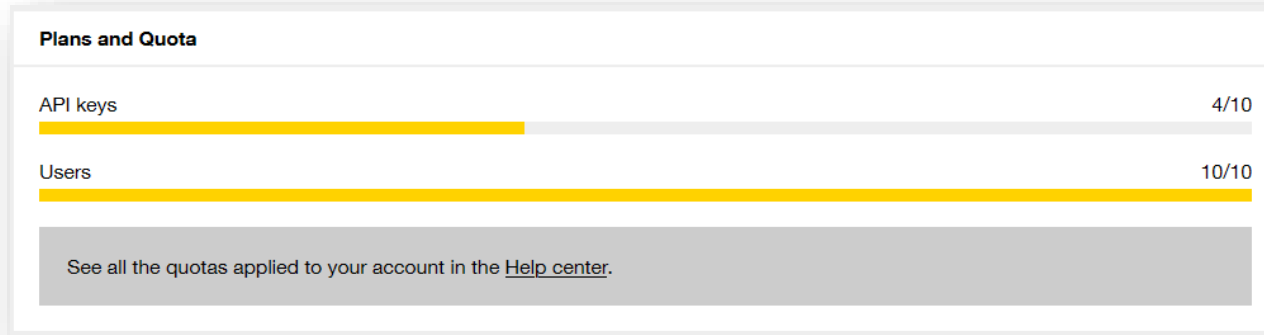 Plans and Quota
API keys 4/10
Users 10/10
See all the quotas applied to your account in the Help center.